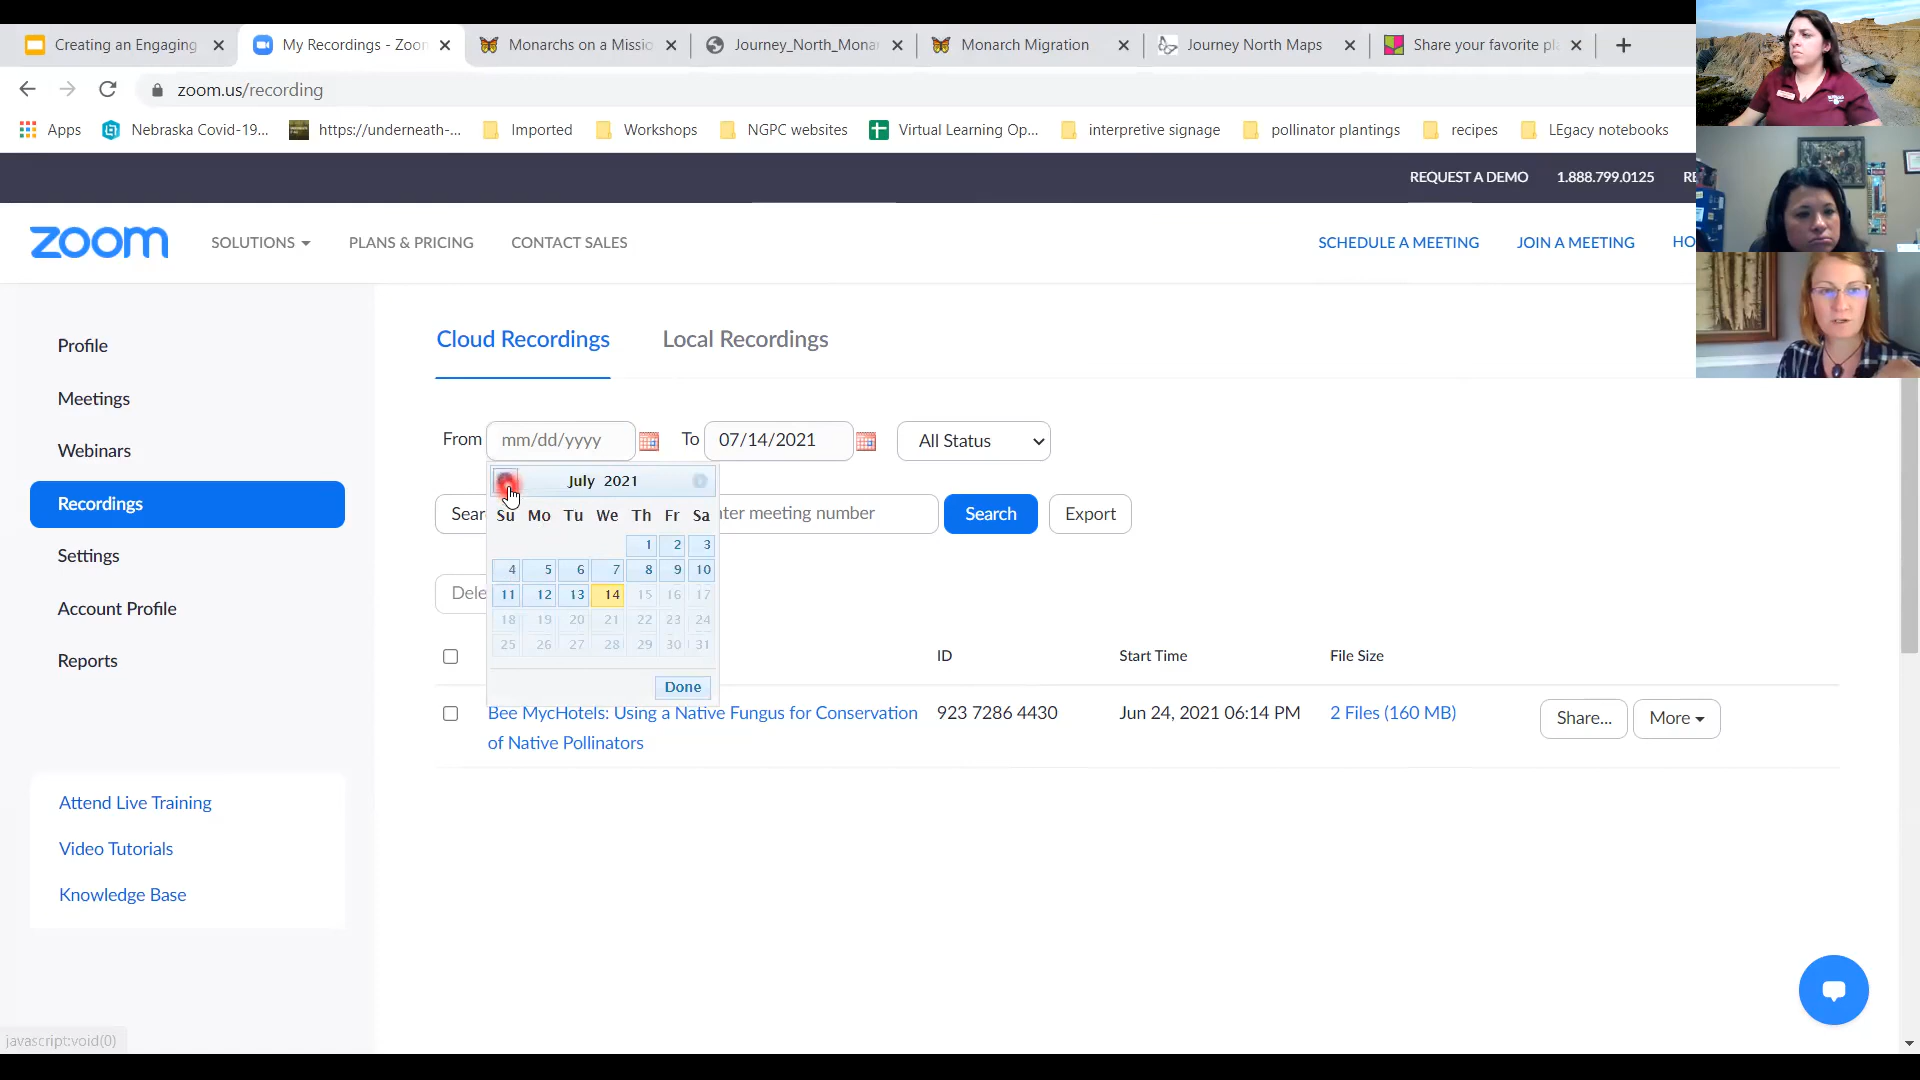 Creating an Engaging
My Recordings - Zoom
Monarchs on a Missio
Journey_North_Monar
Monarch Migration
Journey North Maps
Share your favorite pl
zoom.us/recording
Apps
Nebraska Covid-19...
https://underneath-...
Imported
Workshops
NGPC websites
Virtual Learning Op...
interpretive signage
pollinator plantings
recipes
LEgacy notebooks
REQUEST A DEMO
1.888.799.0125
RE
zoom
SOLUTIONS
PLANS & PRICING
CONTACT SALES
SCHEDULE A MEETING
JOIN A MEETING
HO
Profile
Meetings
Webinars
Recordings
Settings
Account Profile
Reports
Attend Live Training
Video Tutorials
Knowledge Base
Cloud Recordings
Local Recordings
From mm/dd/yyyy To 07/14/2021 All Status
July 2021
Su Mo Tu We Th Fr Sa
1 2 3
4 5 6 7 8 9 10
11 12 13 14 15 16 17
18 19 20 21 22 23 24
25 26 27 28 29 30 31
Done
Sear
nter meeting number
Search
Export
Dele
ID
Start Time
File Size
Bee MycHotels: Using a Native Fungus for Conservation
of Native Pollinators
923 7286 4430
Jun 24, 2021 06:14 PM
2 Files (160 MB)
Share...
More
javascript:void(0)